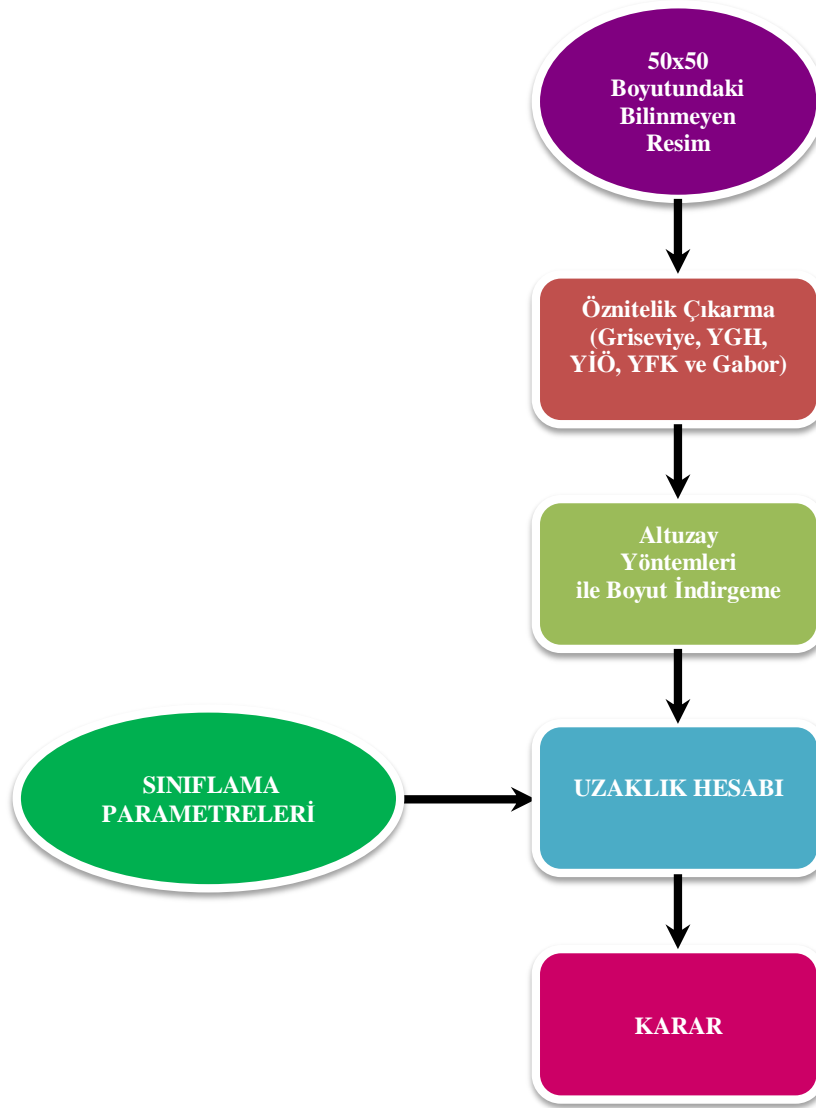 50x50
Boyutundaki
Bilinmeyen
Resim
Öznitelik Çıkarma
(Griseviye, YGH,
YİÖ, YFK ve Gabor)
Altuzay
Yöntemleri
ile Boyut İndirgeme
SINIFLAMA
PARAMETRELERİ
UZAKLIK HESABI
KARAR